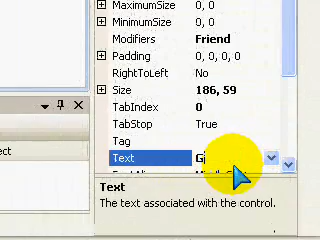 MaximumSize 0, 0
MinimumSize 0, 0
Modifiers Friend
Padding 0, 0, 0, 0
RightToLeft No
Size 186, 59
TabIndex 0
TabStop True
Tag
Text
Text
The text associated with the control.